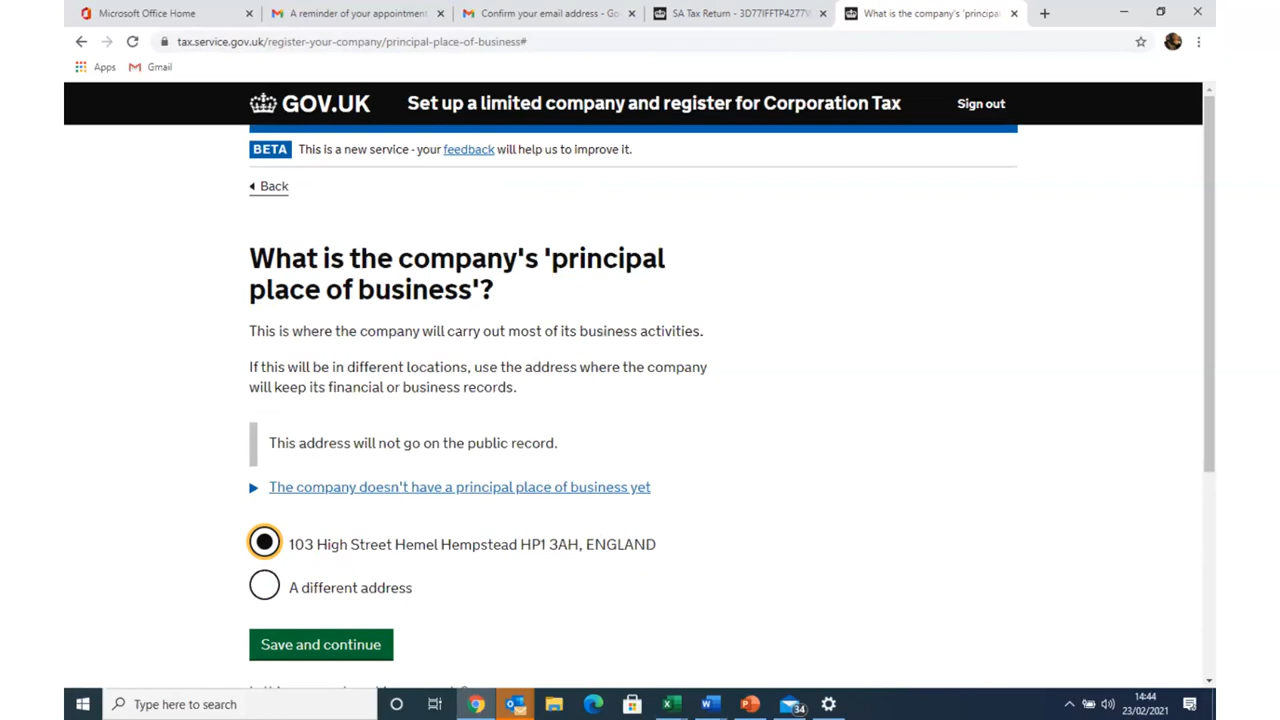 Microsoft Office Home
A reminder of your appointment
Confirm your email address - Go
SA Tax Return - 3D77IFFTP4277
What is the company's 'principal
tax.service.gov.uk/register-your-company/principal-place-of-business#
Apps
Gmail
GOV.UK
Set up a limited company and register for Corporation Tax
Sign out
BETA
This is a new service - your feedback will help us to improve it.
Back
What is the company's 'principal
place of business'?
This is where the company will carry out most of its business activities.
If this will be in different locations, use the address where the company
will keep its financial or business records.
This address will not go on the public record.
The company doesn't have a principal place of business yet
103 High Street Hemel Hempstead HP1 3AH, ENGLAND
A different address
Save and continue
Type here to search
34
14:44
23/02/2021